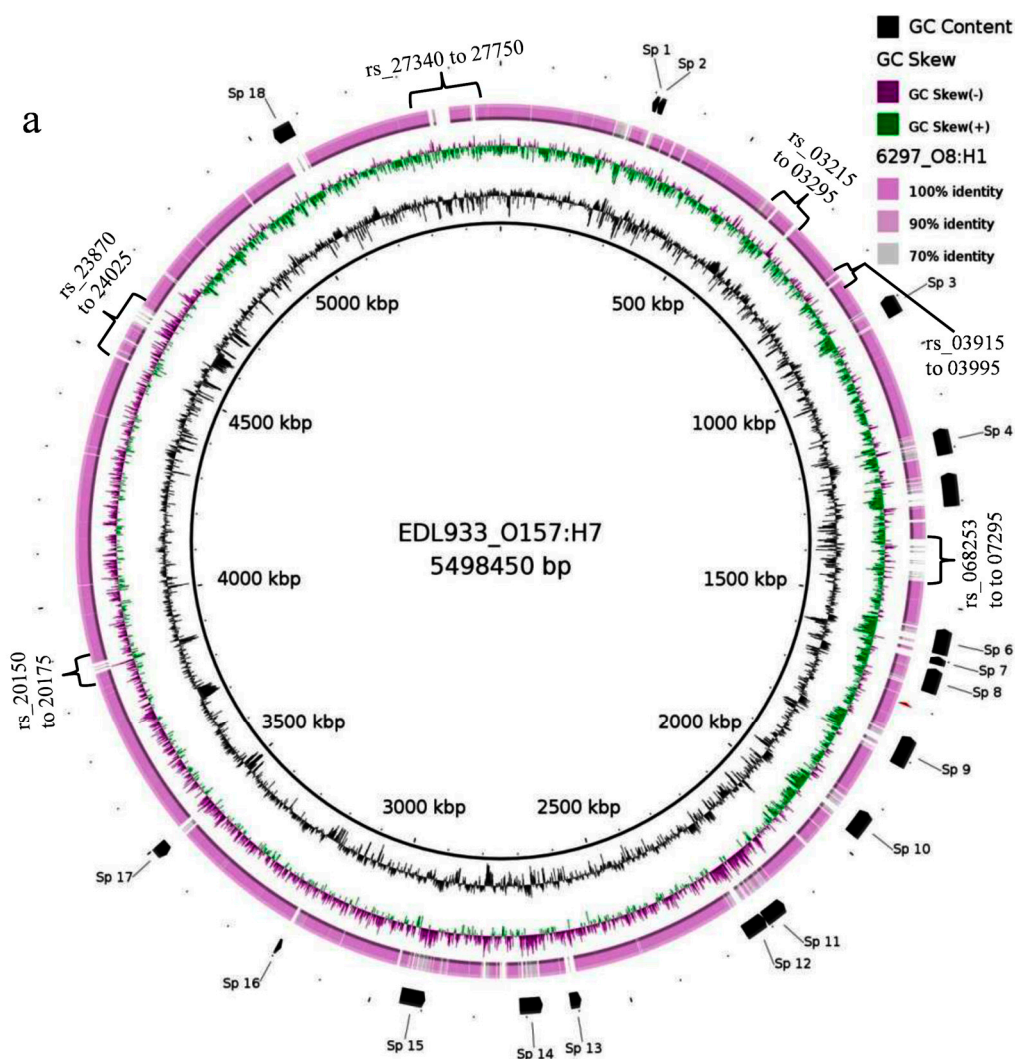 a
GC Content
GC Skew
GC Skew(-)
GC Skew(+)
6297_O8:H1
100% identity
90% identity
70% identity
rs_27340 to 27750
Sp 1
Sp 2
Sp 18
rs_03215
to 03295
rs_23870
to 24025
Sp 3
rs_03915
to 03995
Sp 4
rs_068253
to to 07295
Sp 6
Sp 7
Sp 8
Sp 9
Sp 10
Sp 11
Sp 12
Sp 13
Sp 14
Sp 15
Sp 16
Sp 17
rs_20150
to 20175
500 kbp
1000 kbp
1500 kbp
2000 kbp
2500 kbp
3000 kbp
3500 kbp
4000 kbp
4500 kbp
5000 kbp
EDL933_O157:H7
5498450 bp